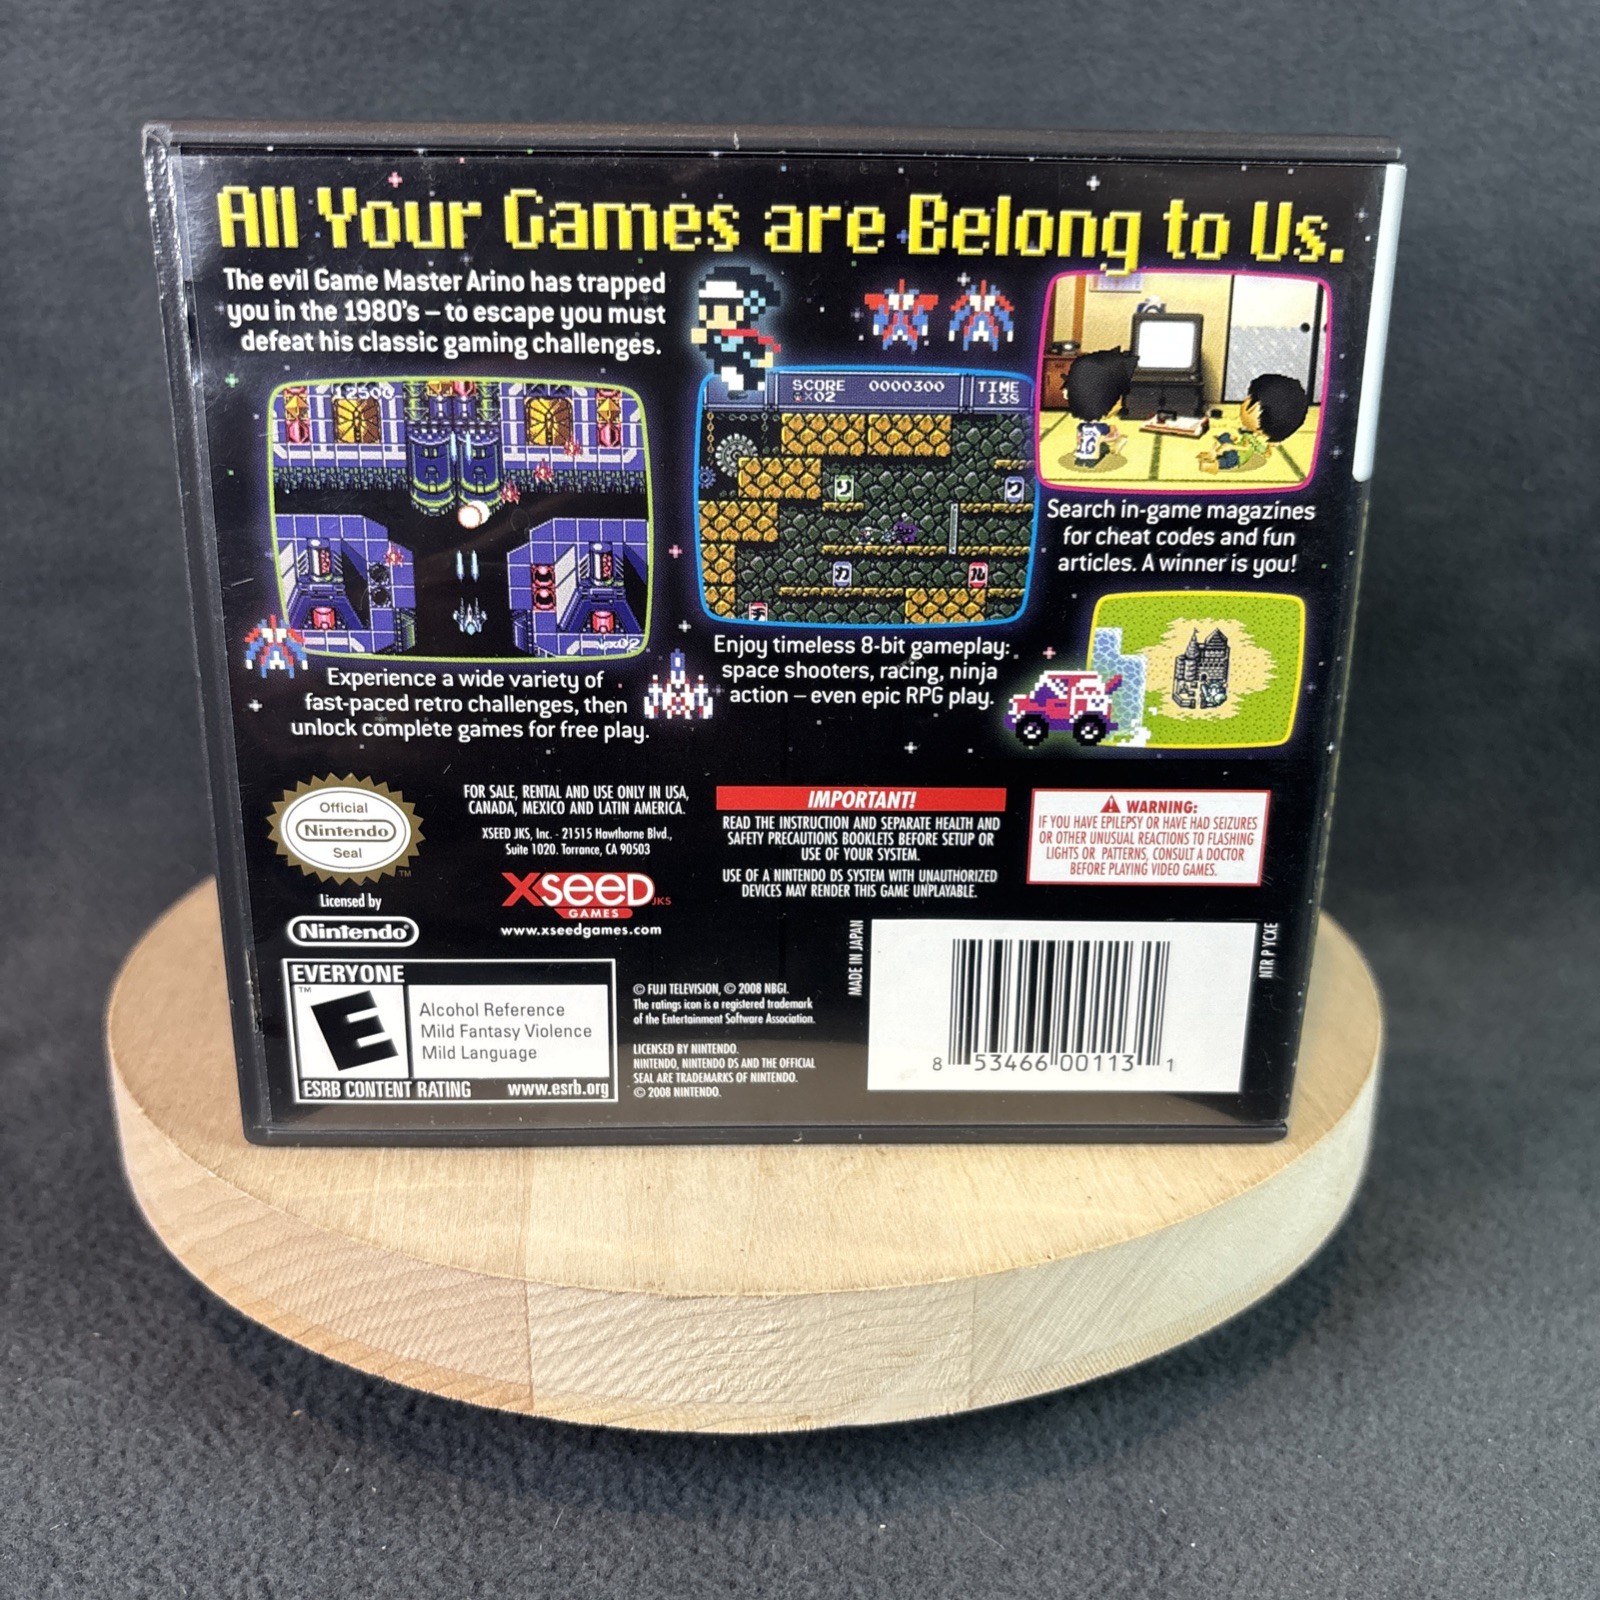 All Your Games are Belong to Us.
The evil Game Master Arino has trapped
you in the 1980's – to escape you must
defeat his classic gaming challenges.
12500
SCORE 0000300 TIME
×02 138
Experience a wide variety of
fast-paced retro challenges, then
unlock complete games for free play.
Enjoy timeless 8-bit gameplay:
space shooters, racing, ninja
action – even epic RPG play.
Search in-game magazines
for cheat codes and fun
articles. A winner is you!
Official
Nintendo
Seal
TM
Licensed by
Nintendo®
FOR SALE, RENTAL AND USE ONLY IN USA,
CANADA, MEXICO AND LATIN AMERICA.
XSEED JKS, Inc. - 21515 Hawthorne Blvd.,
Suite 1020. Torrance, CA 90503
XSEED JKS
GAMES
www.xseedgames.com
IMPORTANT!
READ THE INSTRUCTION AND SEPARATE HEALTH AND
SAFETY PRECAUTIONS BOOKLETS BEFORE SETUP OR
USE OF YOUR SYSTEM.
USE OF A NINTENDO DS SYSTEM WITH UNAUTHORIZED
DEVICES MAY RENDER THIS GAME UNPLAYABLE.
WARNING:
IF YOU HAVE EPILEPSY OR HAVE HAD SEIZURES
OR OTHER UNUSUAL REACTIONS TO FLASHING
LIGHTS OR PATTERNS, CONSULT A DOCTOR
BEFORE PLAYING VIDEO GAMES.
EVERYONE
TM
E
Alcohol Reference
Mild Fantasy Violence
Mild Language
ESRB CONTENT RATING www.esrb.org
© FUJI TELEVISION, © 2008 NBGI.
The ratings icon is a registered trademark
of the Entertainment Software Association.
LICENSED BY NINTENDO.
NINTENDO, NINTENDO DS AND THE OFFICIAL
SEAL ARE TRADEMARKS OF NINTENDO.
© 2008 NINTENDO.
MADE IN JAPAN
8 53466 00113 1
NTR P YCXE